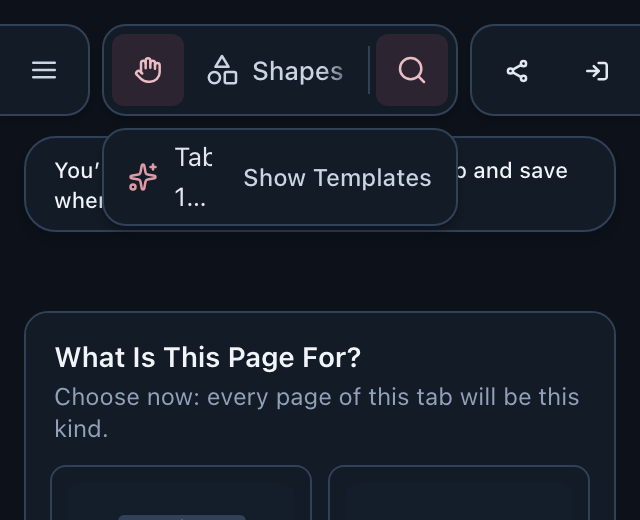 Shapes
Tab
1...
Show Templates
You’
and save
What Is This Page For?
Choose now: every page of this tab will be this
kind.